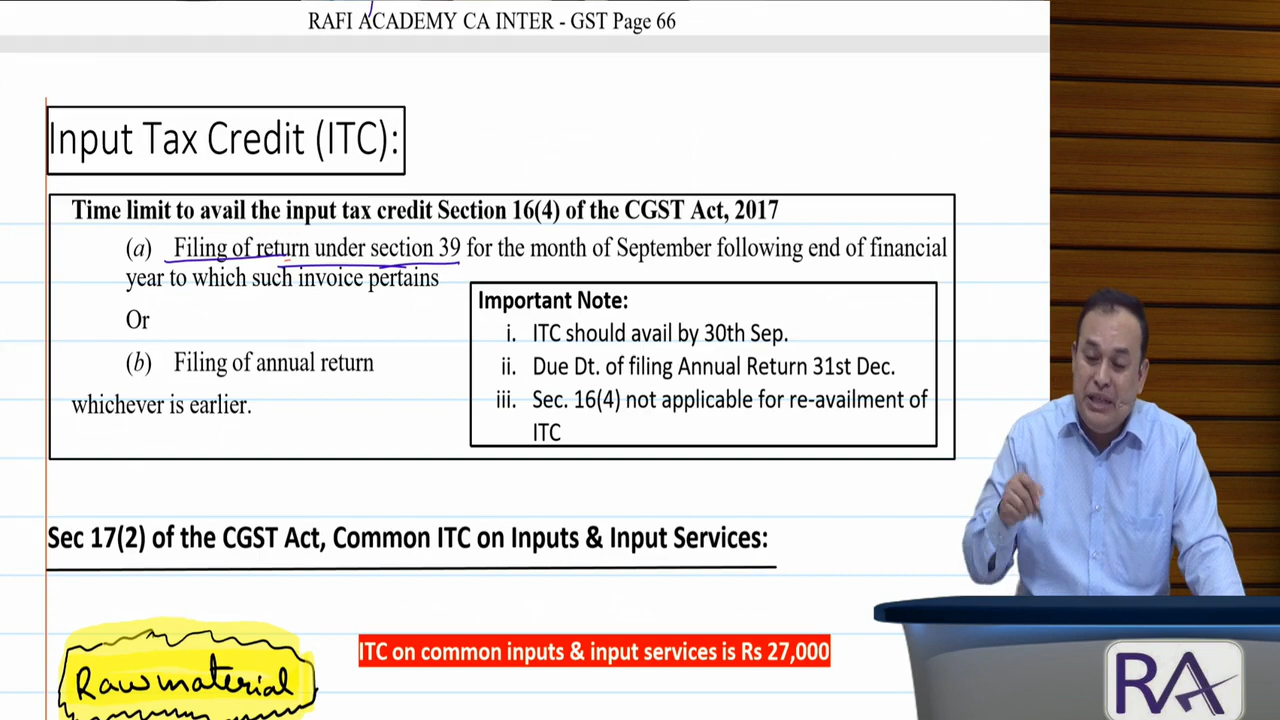 RAFI ACADEMY CA INTER - GST Page 66
Input Tax Credit (ITC):
Time limit to avail the input tax credit Section 16(4) of the CGST Act, 2017
(a) Filing of return under section 39 for the month of September following end of financial
year to which such invoice pertains
Or
(b) Filing of annual return
whichever is earlier.
Important Note:
i. ITC should avail by 30th Sep.
ii. Due Dt. of filing Annual Return 31st Dec.
iii. Sec. 16(4) not applicable for re-availment of
ITC
Sec 17(2) of the CGST Act, Common ITC on Inputs & Input Services:
ITC on common inputs & input services is Rs 27,000
Raw material
RA